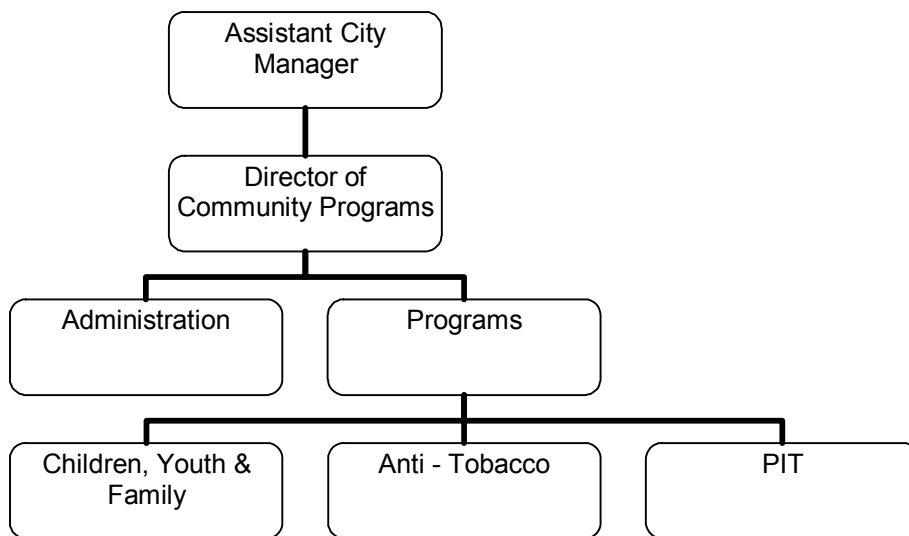 Assistant City
Manager
Director of
Community Programs
Administration
Programs
Children, Youth &
Family
Anti - Tobacco
PIT